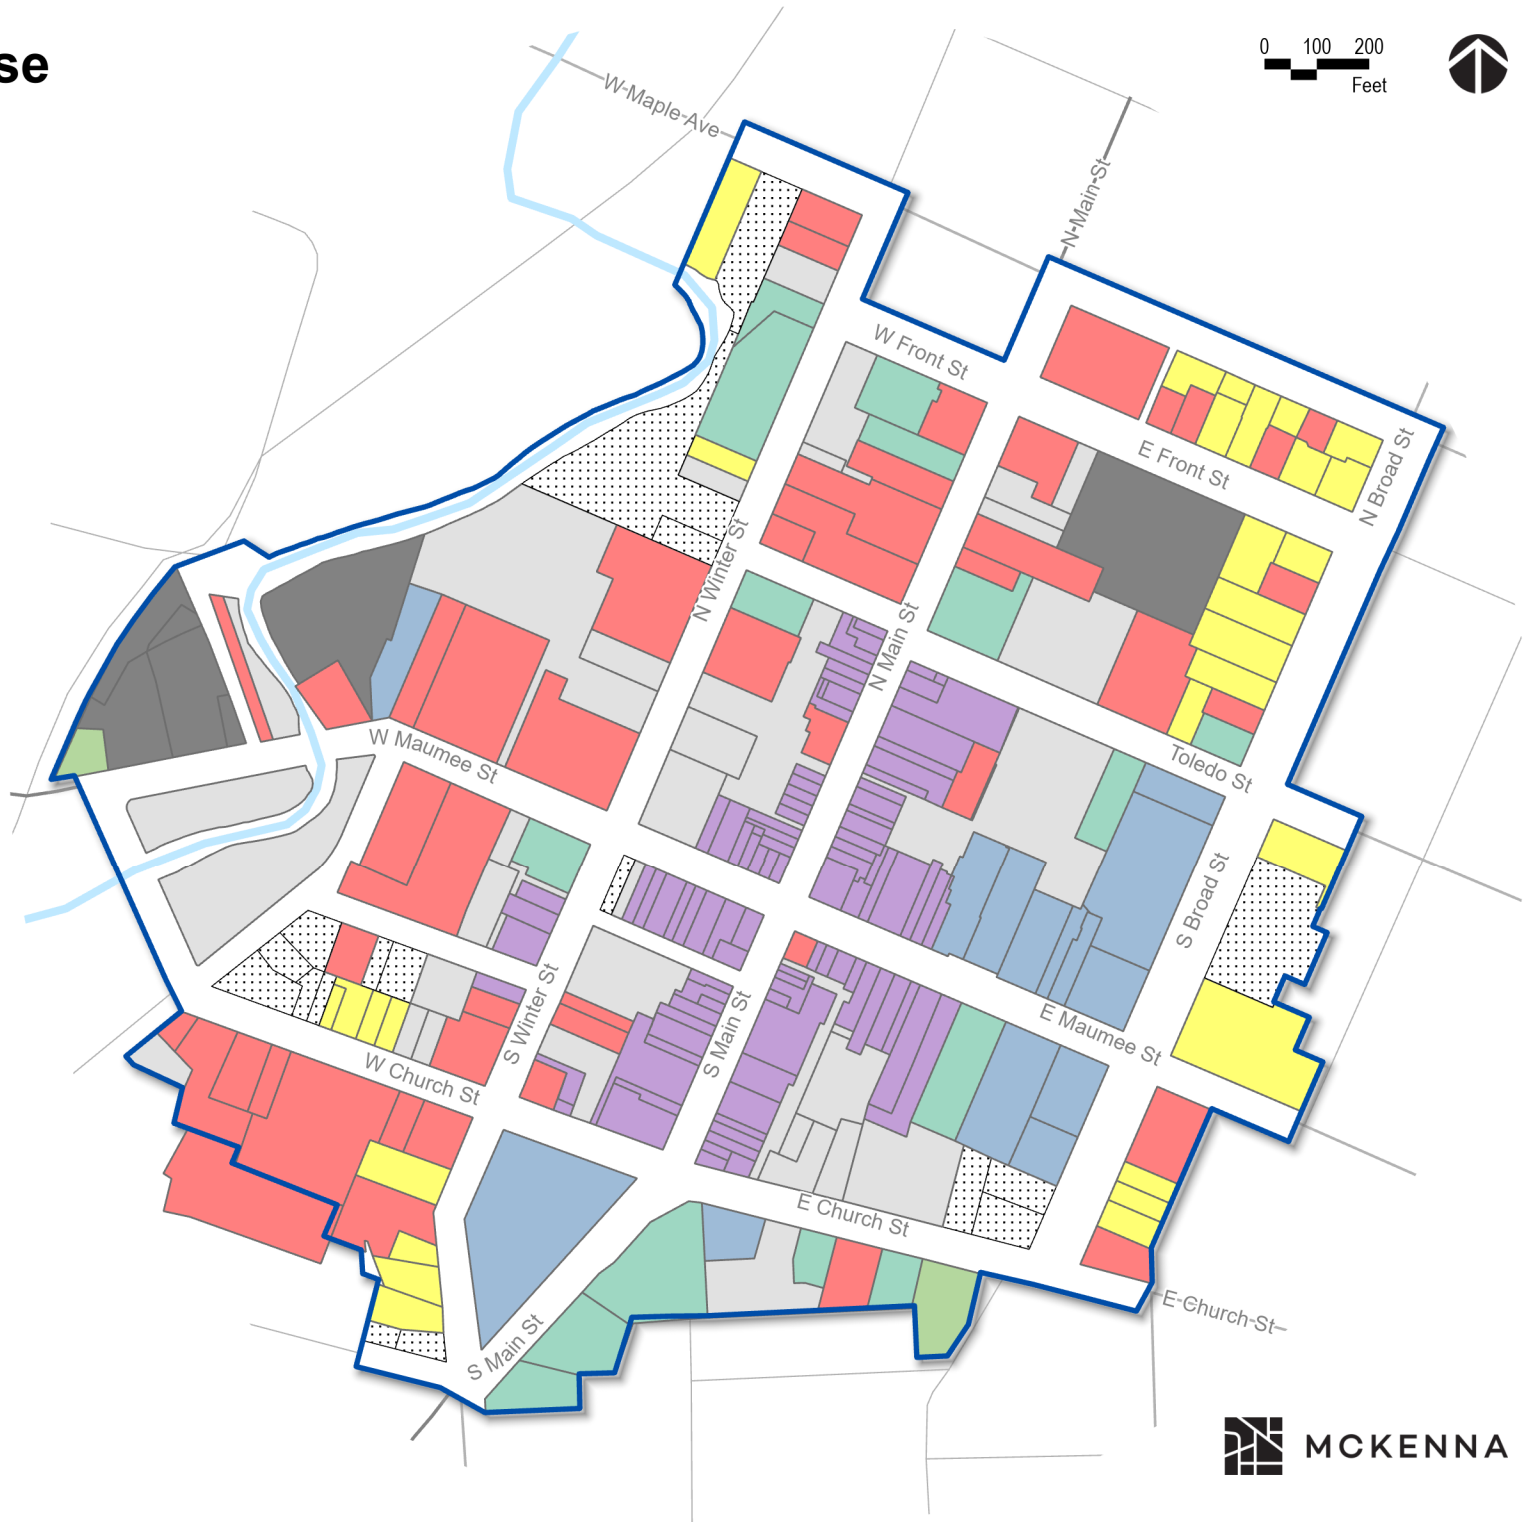 se
0 100 200
Feet
W Maple Ave
N Main St
W Front St
E Front St
N Broad St
N Winter St
N Main St
W Maumee St
Toledo St
S Broad St
S Winter St
S Main St
E Maumee St
W Church St
E Church St
E Church St
S Main St
MCKENNA